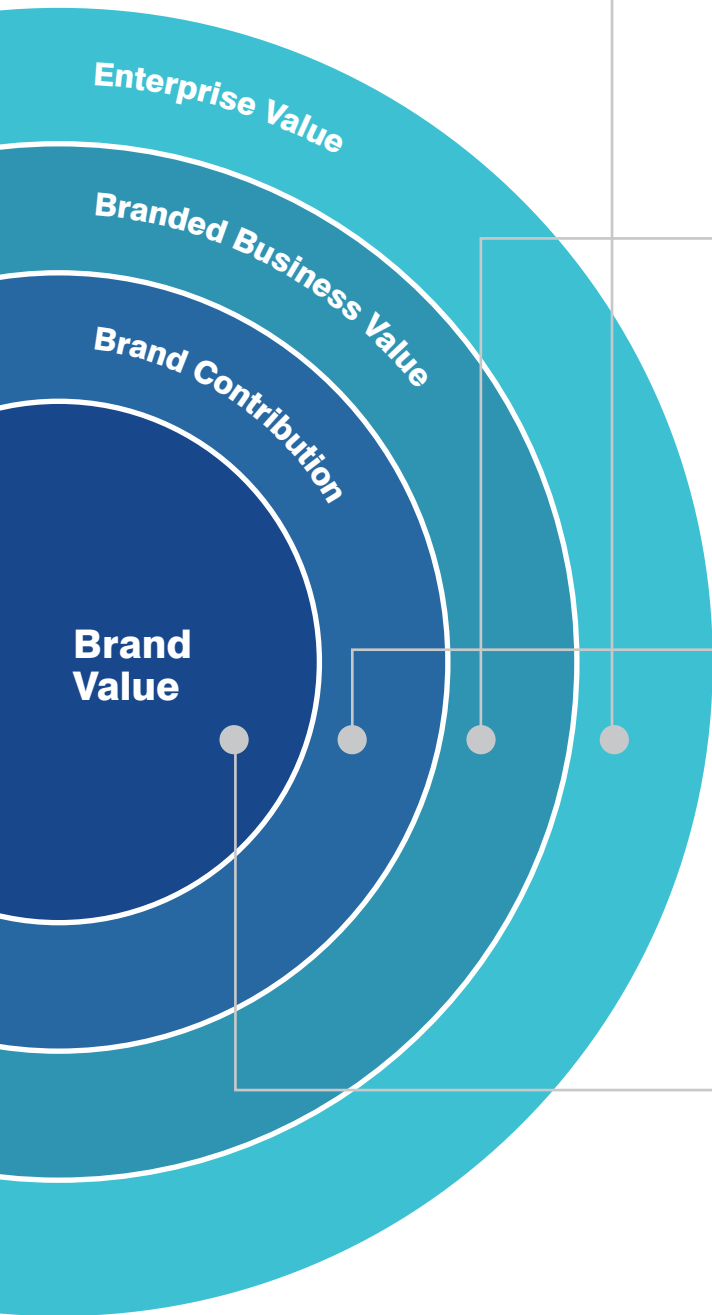 Enterprise Value
Branded Business Value
Brand Contribution
Brand
Value